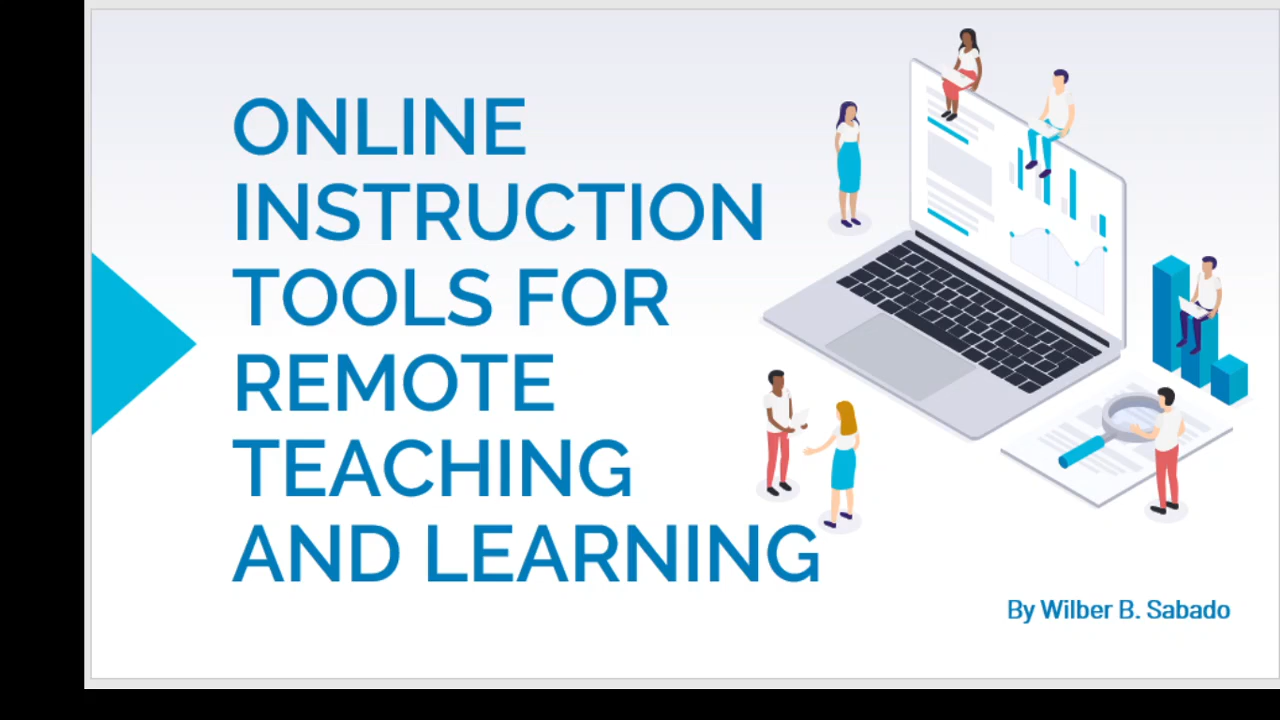 ONLINE
INSTRUCTION
TOOLS FOR
REMOTE
TEACHING
AND LEARNING
By Wilber B. Sabado